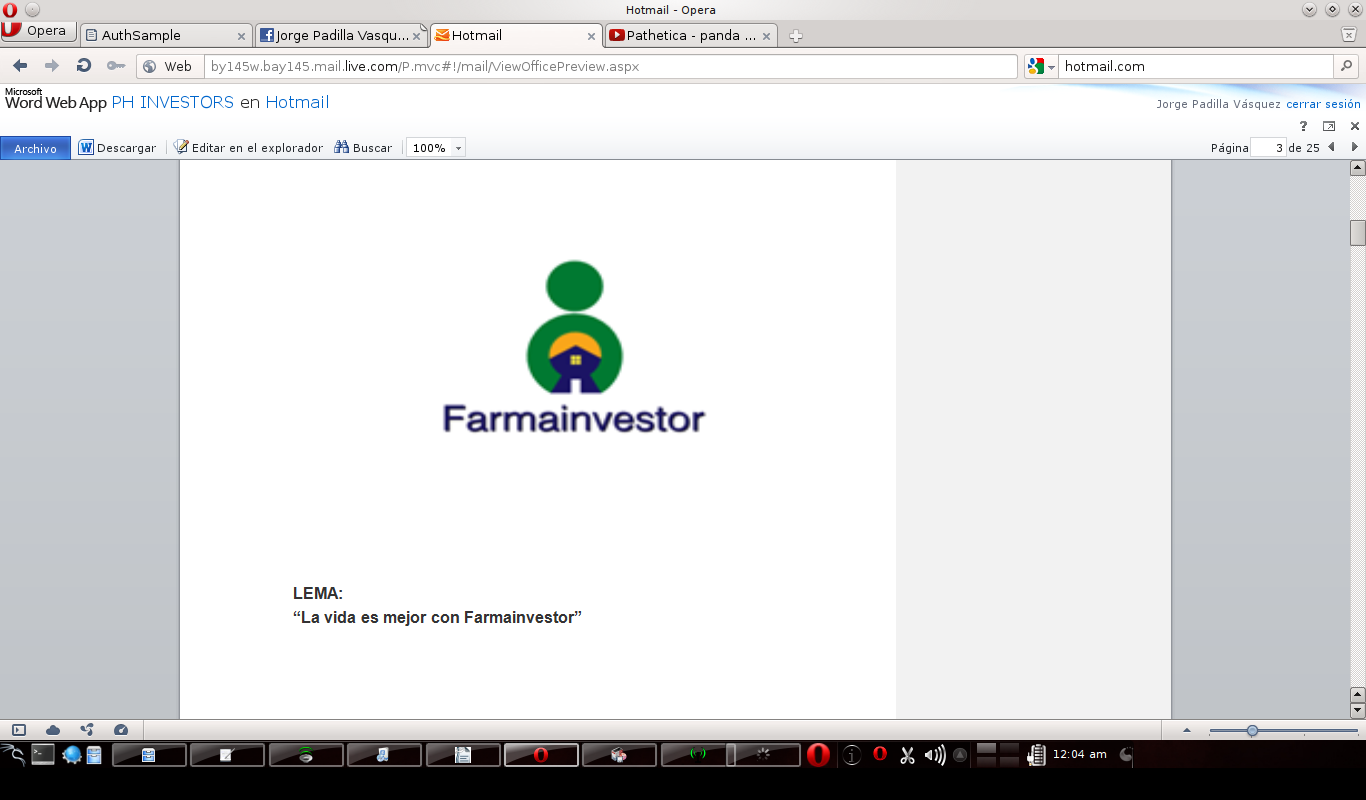 Hotmail - Opera
Opera
AuthSample
Jorge Padilla Vasqu...
Hotmail
Pathetica - panda ...
Web
by145w.bay145.mail.live.com/P.mvc#!/mail/ViewOfficePreview.aspx
hotmail.com
Microsoft
Word Web App PH INVESTORS en Hotmail
Jorge Padilla Vásquez cerrar sesión
?
Archivo
W Descargar
Editar en el explorador
Buscar
100%
Página 3 de 25
Farmainvestor
LEMA:
“La vida es mejor con Farmainvestor”
12:04 am